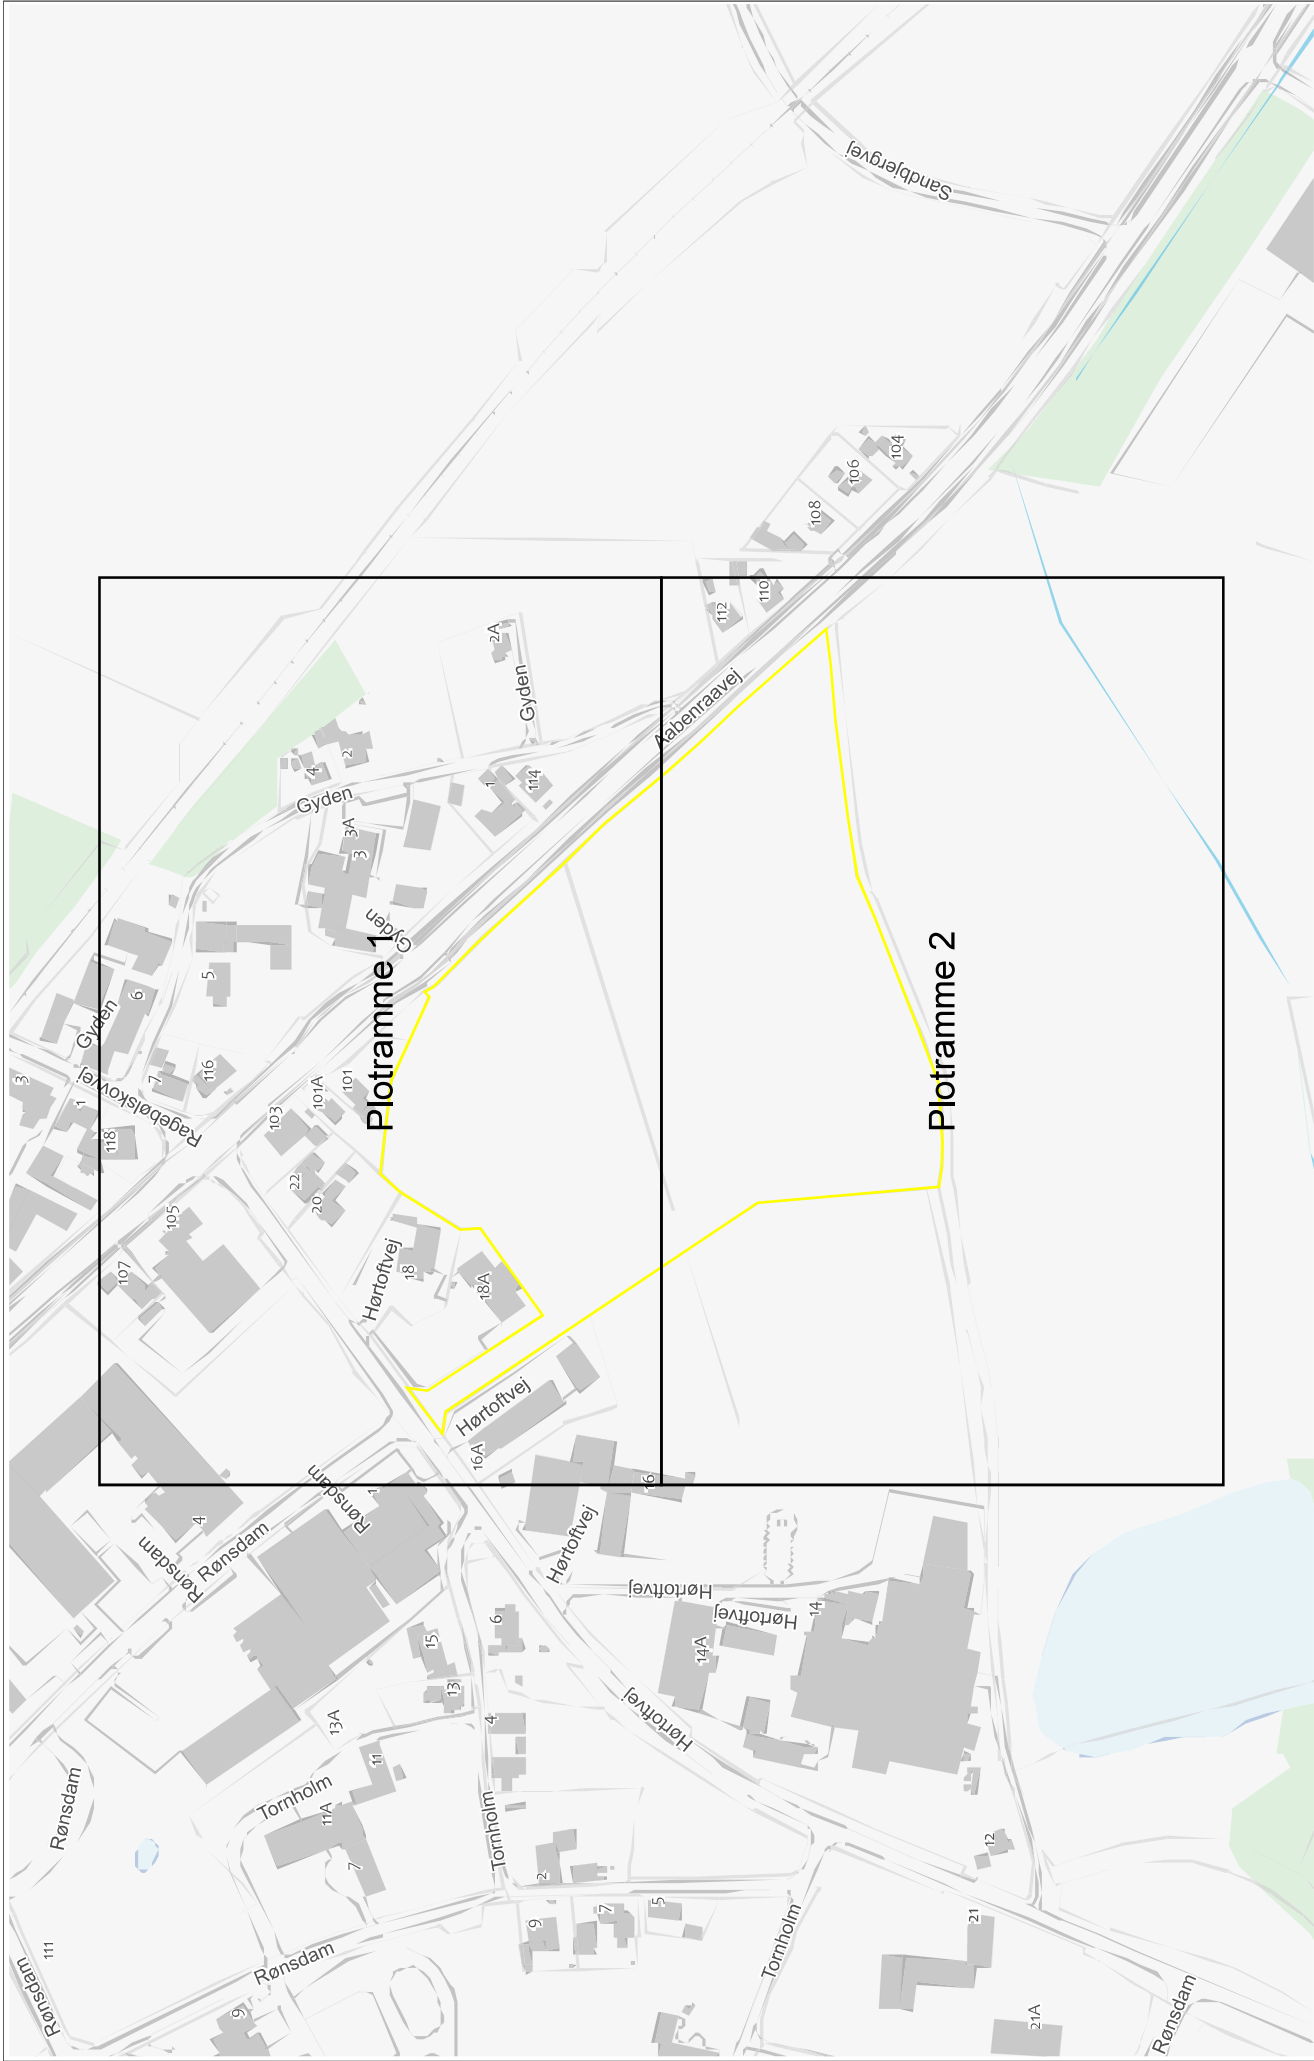 Sandbjergvej
104
106
108
110
112
2A
Gyden
Aabenraavej
2
4
Gyden
1
114
3A
3
Gyden
5
6
Gyden
Plotramme 1
Plotramme 2
3
1
Ragebølskovvej
7
116
118
101
101A
103
22
20
105
107
Hørtoftvej
18
18A
Hørtoftvej
16A
16
Rønsdam
1
4
Rønsdam
Rønsdam
Hørtoftvej
Hørtoftvej
Hørtoftvej
14
14A
6
15
13
13A
4
Hørtoftvej
11
Tornholm
11A
7
Rønsdam
Tornholm
2
12
9
7
5
21
Tornholm
111
Rønsdam
Rønsdam
9
21A
Rønsdam